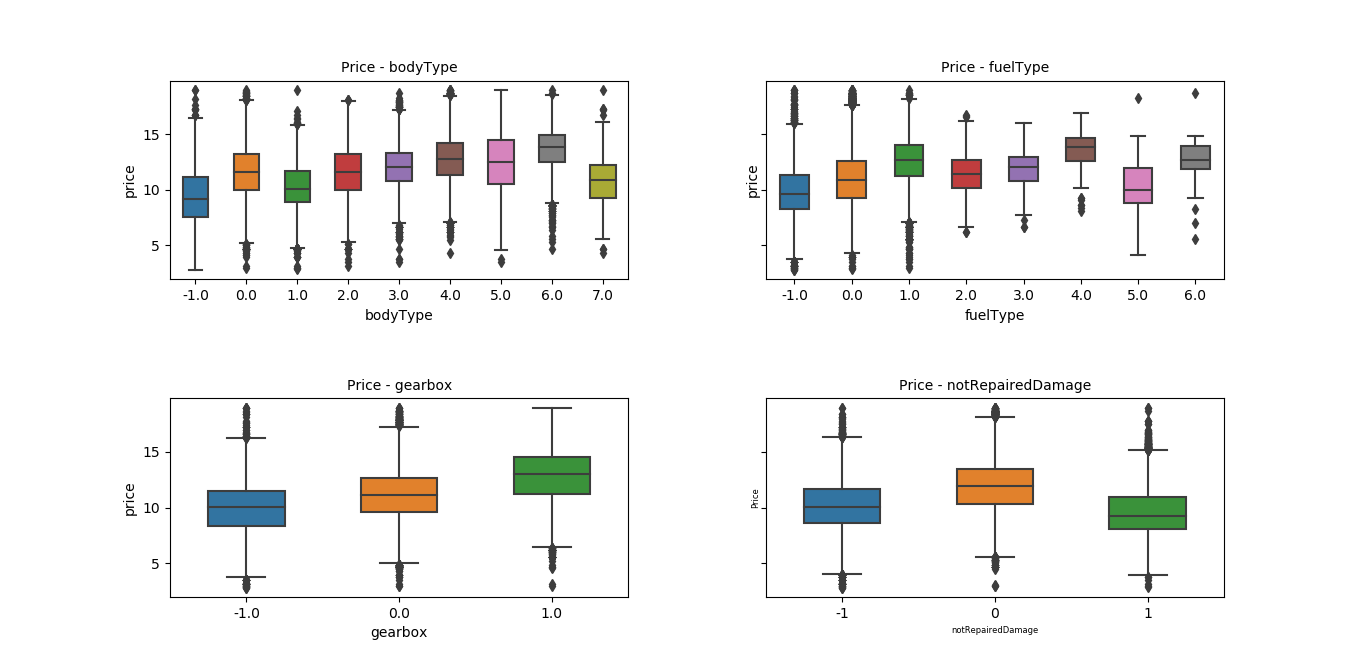 Price - bodyType
price
15
10
5
-1.0 0.0 1.0 2.0 3.0 4.0 5.0 6.0 7.0
bodyType
Price - fuelType
price
-1.0 0.0 1.0 2.0 3.0 4.0 5.0 6.0
fuelType
Price - gearbox
price
15
10
5
-1.0 0.0 1.0
gearbox
Price - notRepairedDamage
Price
-1 0 1
notRepairedDamage